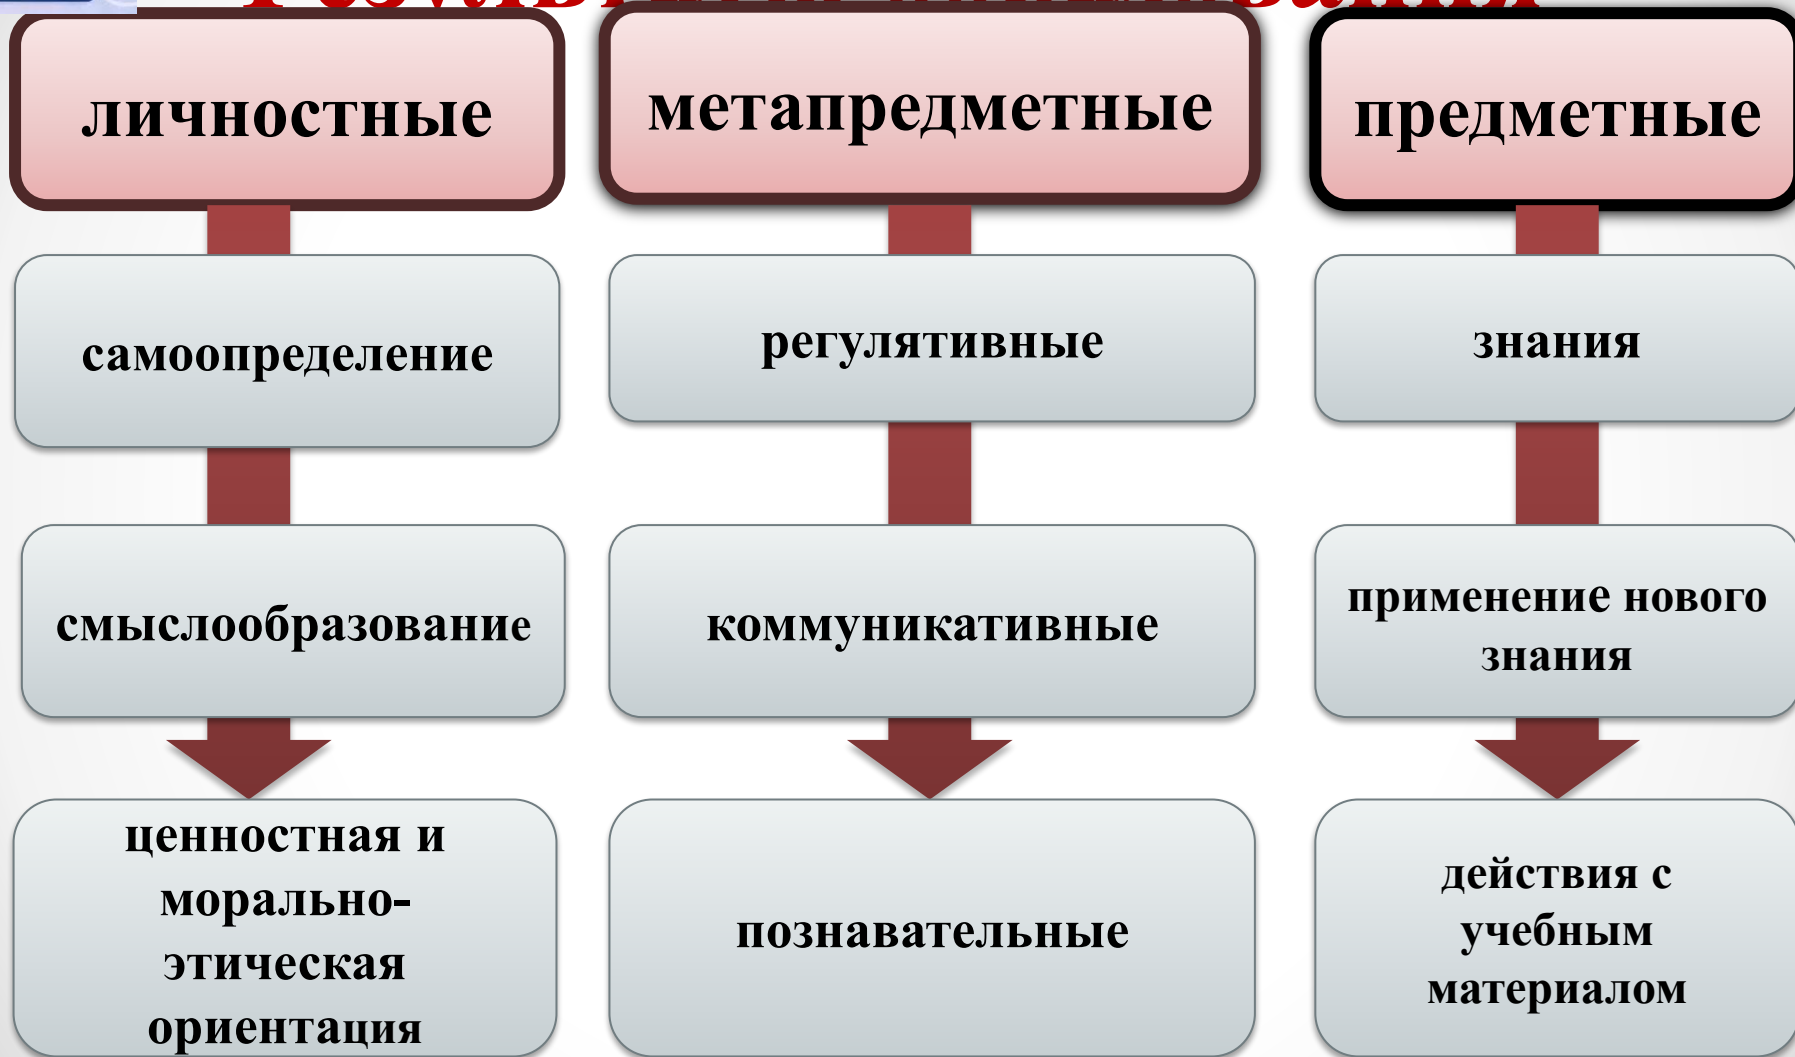 личностные
самоопределение
смыслообразование
ценностная и
морально-
этическая
ориентация
метапредметные
регулятивные
коммуникативные
познавательные
предметные
знания
применение нового
знания
действия с
учебным
материалом